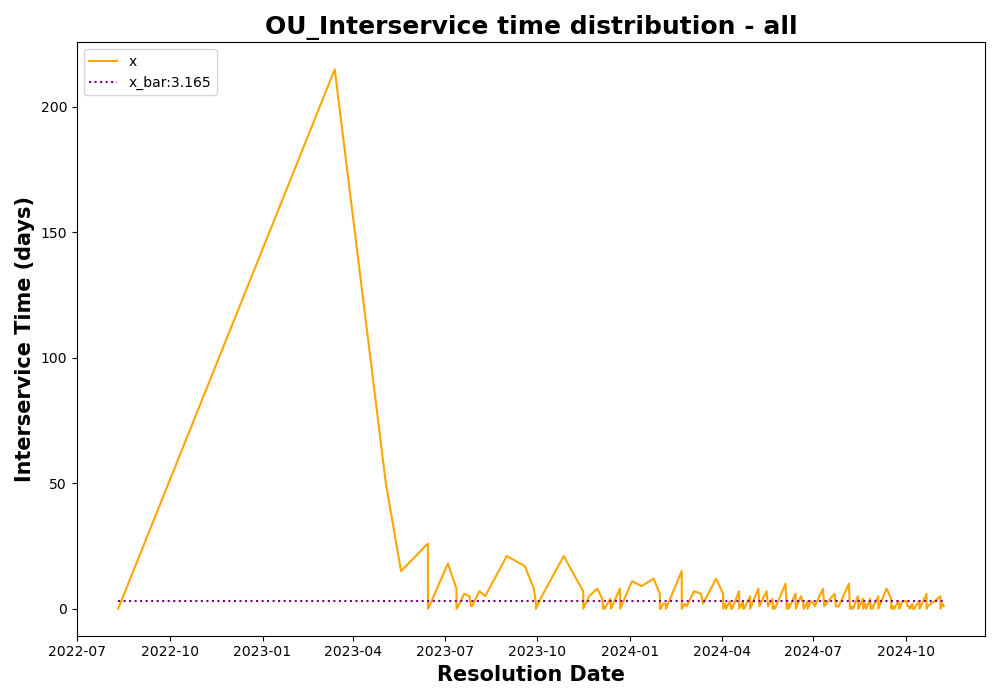 OU_Interservice time distribution - all
x
x_bar:3.165
Interservice Time (days)
200
150
100
50
0
2022-07 2022-10 2023-01 2023-04 2023-07 2023-10 2024-01 2024-04 2024-07 2024-10
Resolution Date